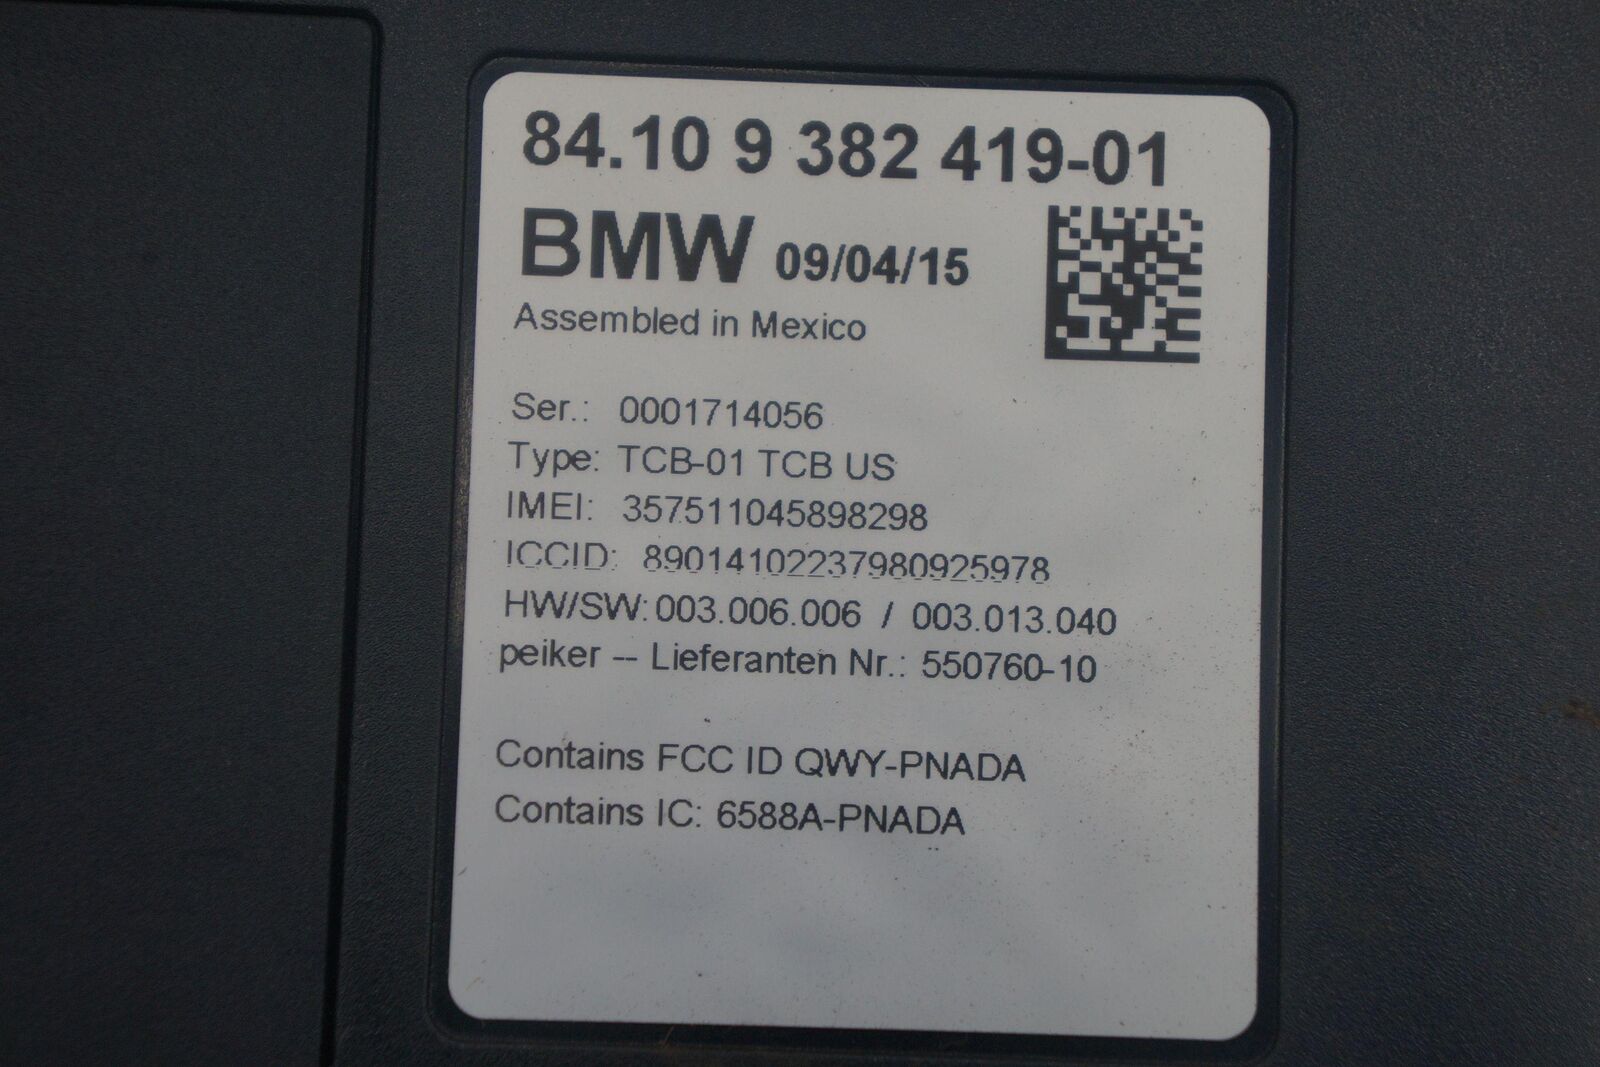 84.10 9 382 419-01
BMW 09/04/15
Assembled in Mexico
Ser.: 0001714056
Type: TCB-01 TCB US
IMEI: 357511045898298
ICCID: 89014102237980925978
HW/SW: 003.006.006 / 003.013.040
peiker -- Lieferanten Nr.: 550760-10
Contains FCC ID QWY-PNADA
Contains IC: 6588A-PNADA